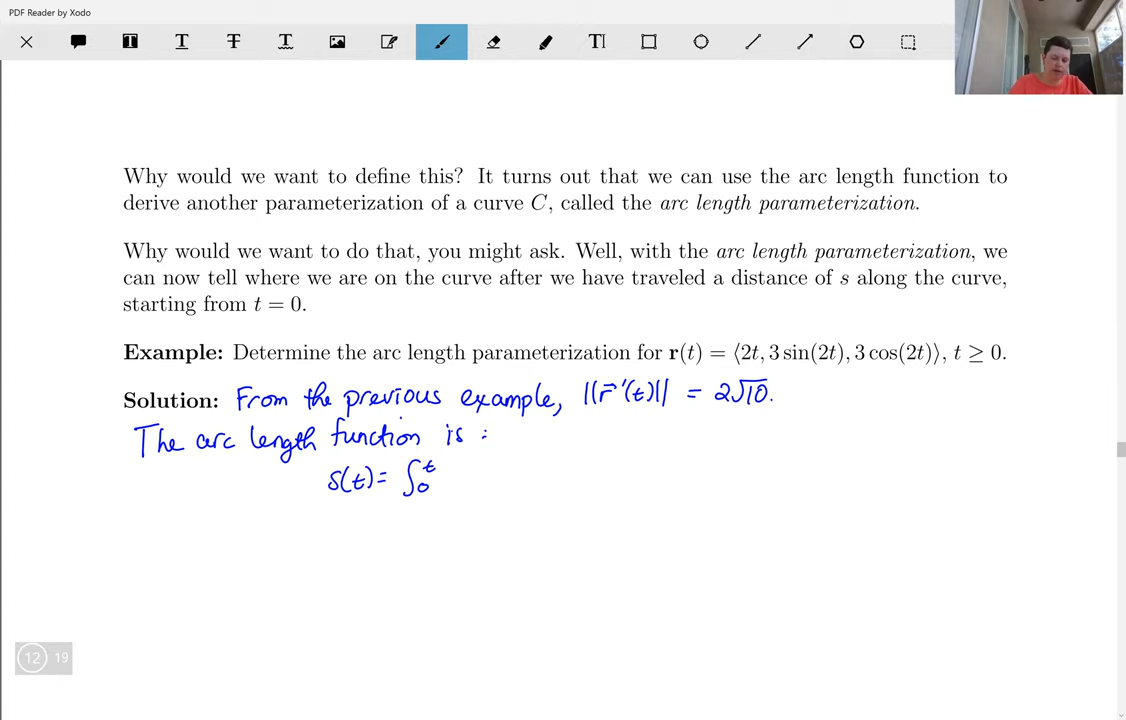 PDF Reader by Xodo
Why would we want to define this? It turns out that we can use the arc length function to
derive another parameterization of a curve C, called the arc length parameterization.
Why would we want to do that, you might ask. Well, with the arc length parameterization, we
can now tell where we are on the curve after we have traveled a distance of s along the curve,
starting from t = 0.
Example: Determine the arc length parameterization for r(t) = ⟨2t, 3 sin(2t), 3 cos(2t)⟩, t ≥ 0.
Solution: From the previous example, ||r⃗'(t)|| = 2√10.
The arc length function is :
s(t) = ∫₀ᵗ
12 19